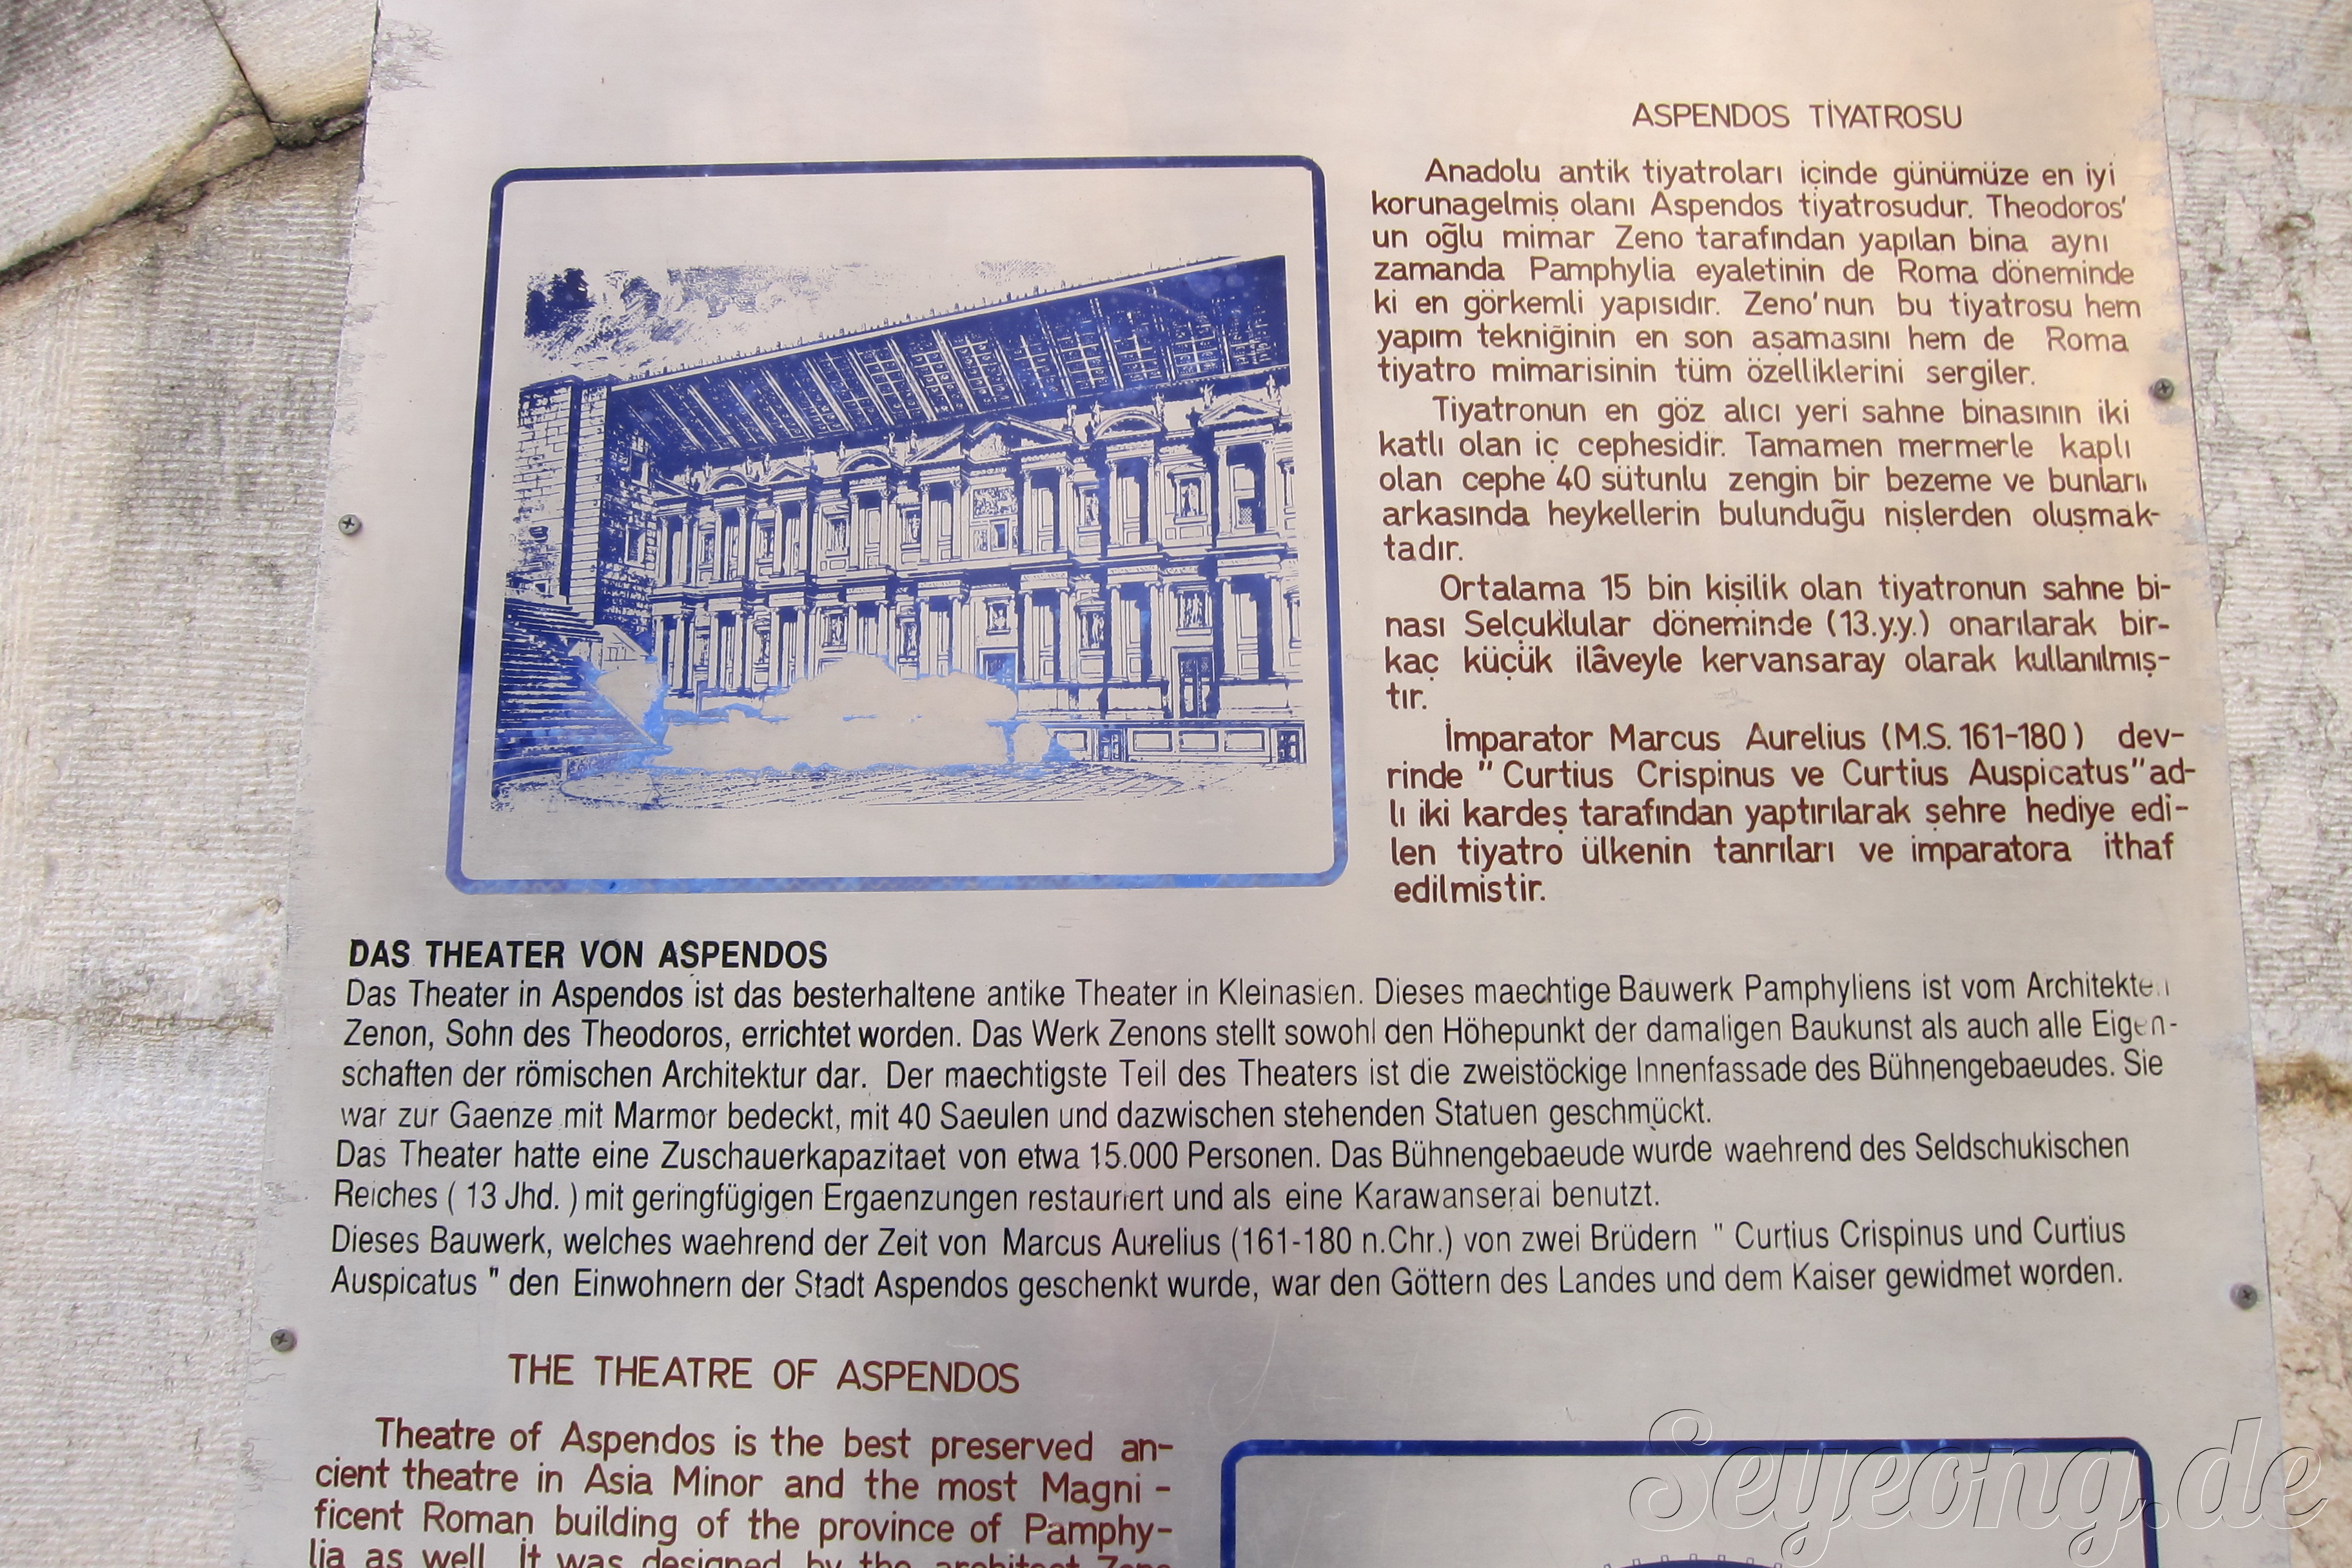 ASPENDOS TİYATROSU
Anadolu antik tiyatroları içinde günümüze en iyi
korunagelmiş olanı Aspendos tiyatrosudur. Theodoros'
un oğlu mimar Zeno tarafından yapılan bina aynı
zamanda Pamphylia eyaletinin de Roma döneminde
ki en görkemli yapısıdır. Zeno'nun bu tiyatrosu hem
yapım tekniğinin en son aşamasını hem de Roma
tiyatro mimarisinin tüm özelliklerini sergiler.
Tiyatronun en göz alıcı yeri sahne binasının iki
katlı olan iç cephesidir. Tamamen mermerle kaplı
olan cephe 40 sütunlu zengin bir bezeme ve bunları
arkasında heykellerin bulunduğu nişlerden oluşmak-
tadır.
Ortalama 15 bin kişilik olan tiyatronun sahne bi-
nası Selçuklular döneminde (13.y.y.) onarılarak bir-
kaç küçük ilâveyle kervansaray olarak kullanılmış-
tır.
İmparator Marcus Aurelius (M.S. 161-180) dev-
rinde " Curtius Crispinus ve Curtius Auspicatus" ad-
lı iki kardeş tarafından yaptırılarak şehre hediye edi-
len tiyatro ülkenin tanrıları ve imparatora ithaf
edilmistir.
DAS THEATER VON ASPENDOS
Das Theater in Aspendos ist das besterhaltene antike Theater in Kleinasien. Dieses maechtige Bauwerk Pamphyliens ist vom Architekten
Zenon, Sohn des Theodoros, errichtet worden. Das Werk Zenons stellt sowohl den Höhepunkt der damaligen Baukunst als auch alle Eigen-
schaften der römischen Architektur dar. Der maechtigste Teil des Theaters ist die zweistöckige Innenfassade des Bühnengebaeudes. Sie
war zur Gaenze mit Marmor bedeckt, mit 40 Saeulen und dazwischen stehenden Statuen geschmückt.
Das Theater hatte eine Zuschauerkapazitaet von etwa 15.000 Personen. Das Bühnengebaeude wurde waehrend des Seldschukischen
Reiches ( 13 Jhd. ) mit geringfügigen Ergaenzungen restauriert und als eine Karawanserai benutzt.
Dieses Bauwerk, welches waehrend der Zeit von Marcus Aurelius (161-180 n.Chr.) von zwei Brüdern " Curtius Crispinus und Curtius
Auspicatus " den Einwohnern der Stadt Aspendos geschenkt wurde, war den Göttern des Landes und dem Kaiser gewidmet worden.
THE THEATRE OF ASPENDOS
Theatre of Aspendos is the best preserved an-
cient theatre in Asia Minor and the most Magni-
ficent Roman building of the province of Pamphy-
lia as well. İt was designed by the architect Zeno
Seyeong.de